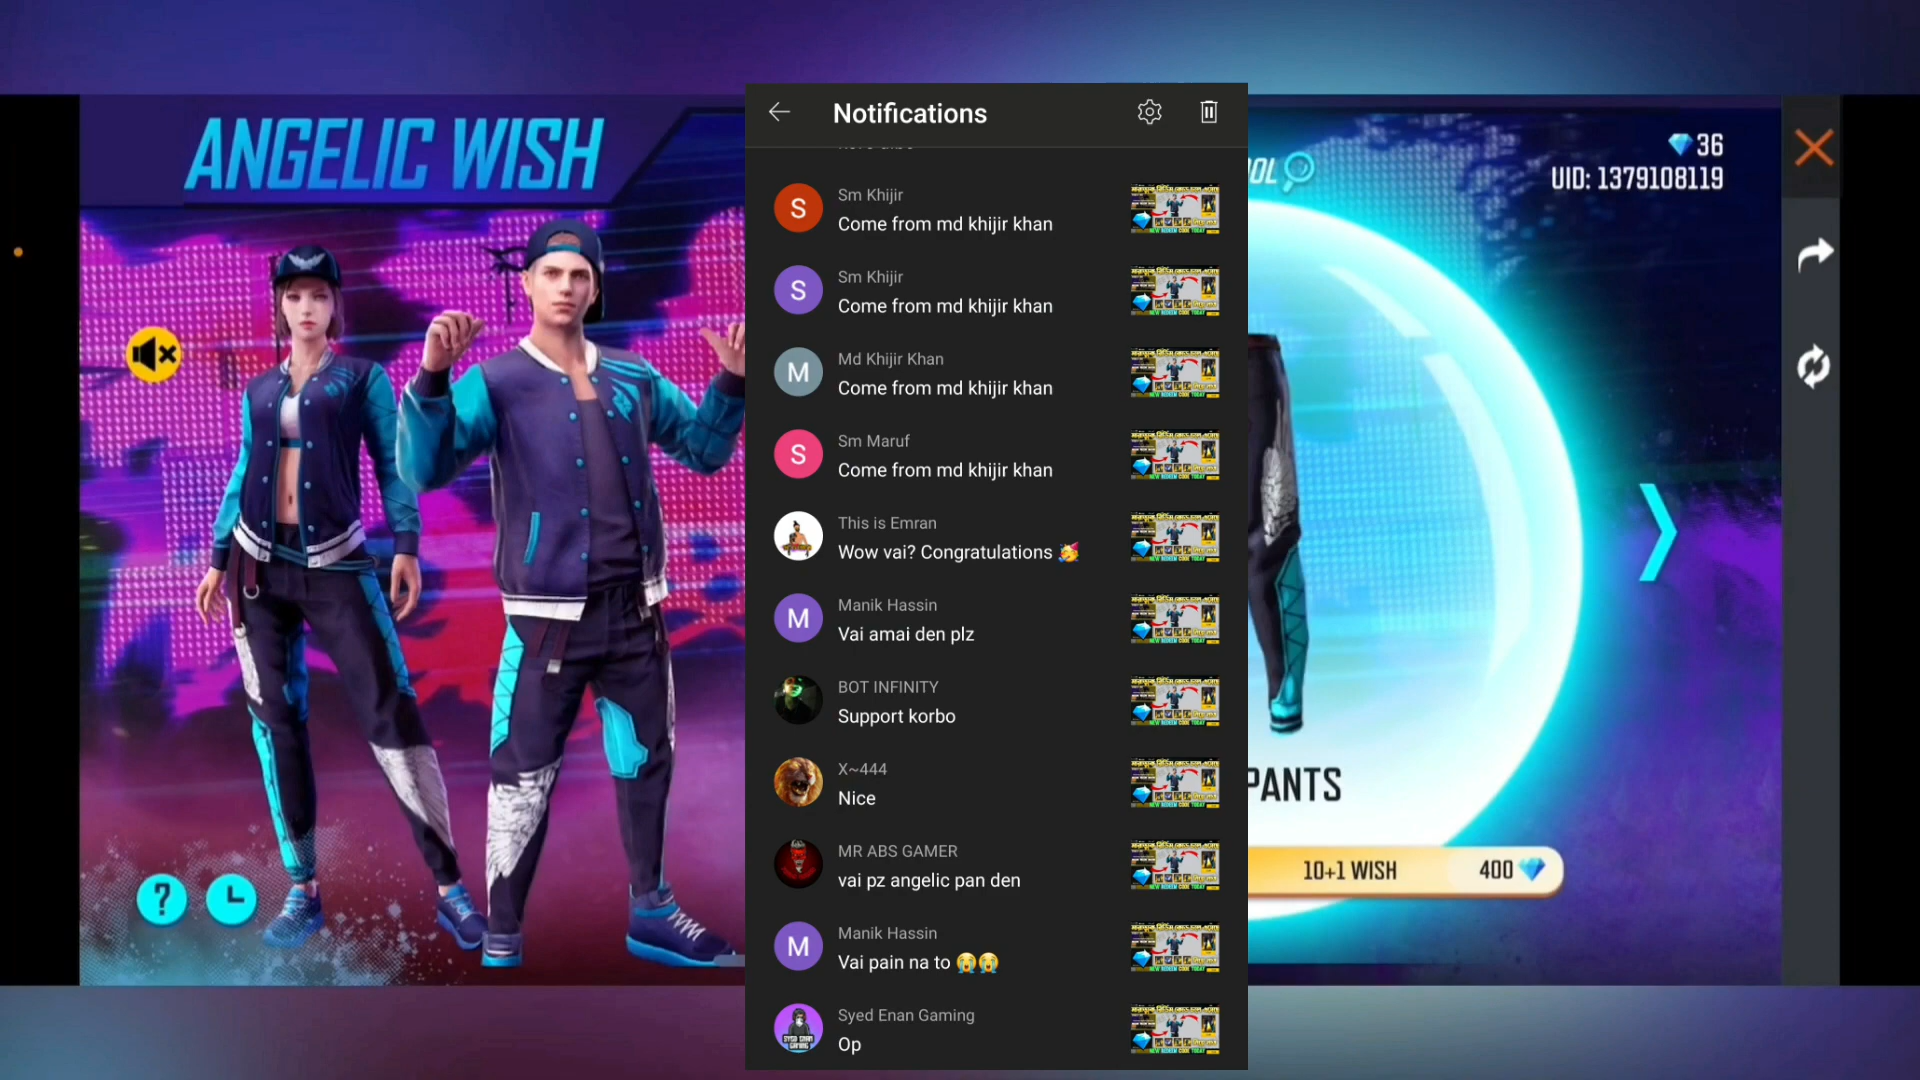 ANGELIC WISH
Notifications
Sm Khijir
Come from md khijir khan
Sm Khijir
Come from md khijir khan
Md Khijir Khan
Come from md khijir khan
Sm Maruf
Come from md khijir khan
This is Emran
Wow vai? Congratulations 🥳
Manik Hassin
Vai amai den plz
BOT INFINITY
Support korbo
X~444
Nice
MR ABS GAMER
vai pz angelic pan den
Manik Hassin
Vai pain na to 😭😭
Syed Enan Gaming
Op
36
UID: 1379108119
PANTS
10+1 WISH 400